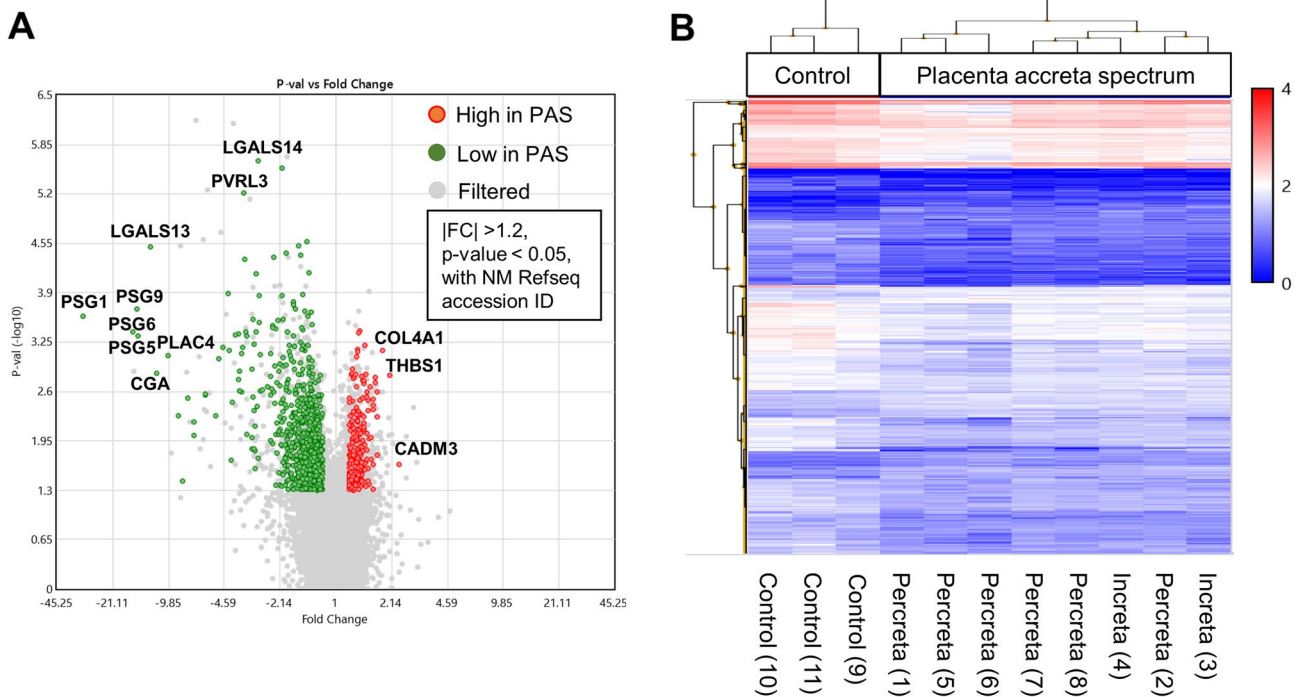 A
P-val vs Fold Change
6.5
5.85
5.2
4.55
3.9
3.25
2.6
1.95
1.3
0.65
0
P-val (-log10)
-45.25
-21.11
-9.85
-4.59
-2.14
1
2.14
4.59
9.85
21.11
45.25
Fold Change
High in PAS
Low in PAS
Filtered
|FC| >1.2,
p-value < 0.05,
with NM Refseq
accession ID
LGALS14
PVRL3
LGALS13
PSG1
PSG9
PSG6
PSG5
PLAC4
CGA
COL4A1
THBS1
CADM3
B
Control
Placenta accreta spectrum
4
2
0
Control (10)
Control (11)
Control (9)
Percreta (1)
Percreta (5)
Percreta (6)
Percreta (7)
Percreta (8)
Increta (4)
Percreta (2)
Increta (3)